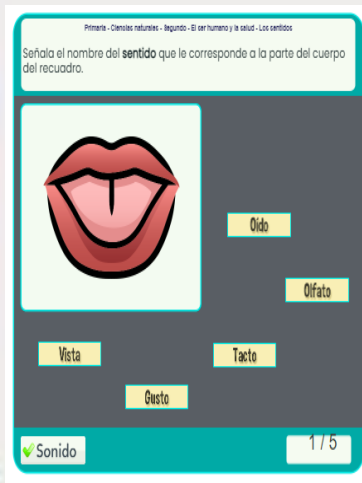 Primaria - Ciencias naturales - Segundo - El ser humano y la salud - Los sentidos
Señala el nombre del sentido que le corresponde a la parte del cuerpo
del recuadro.
Oído
Olfato
Vista
Tacto
Gusto
Sonido
1 / 5